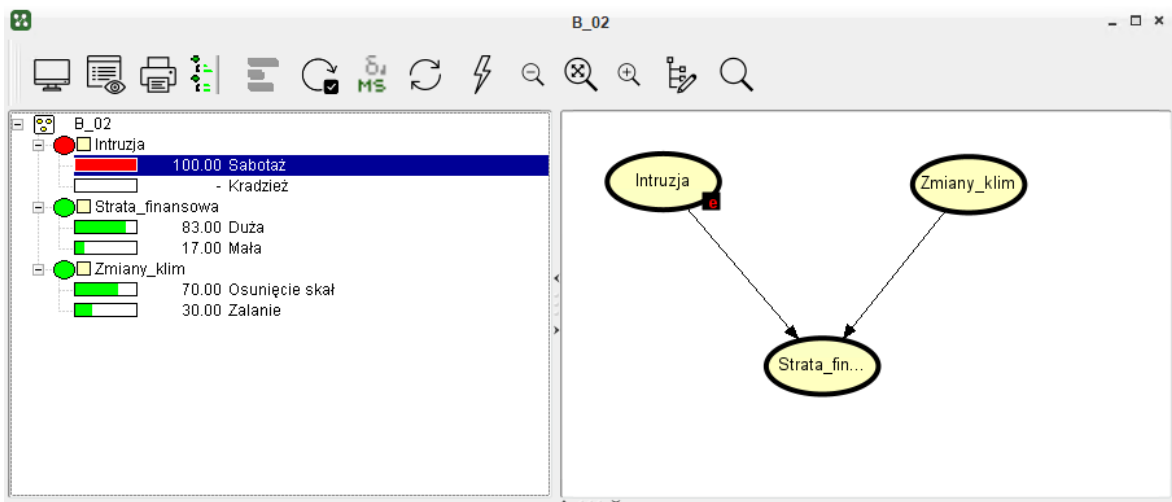 B_02
δ
MS
B_02
Intruzja
100.00 Sabotaż
- Kradzież
Strata_finansowa
83.00 Duża
17.00 Mała
Zmiany_klim
70.00 Osunięcie skał
30.00 Zalanie
Intruzja
e
Zmiany_klim
Strata_fin...